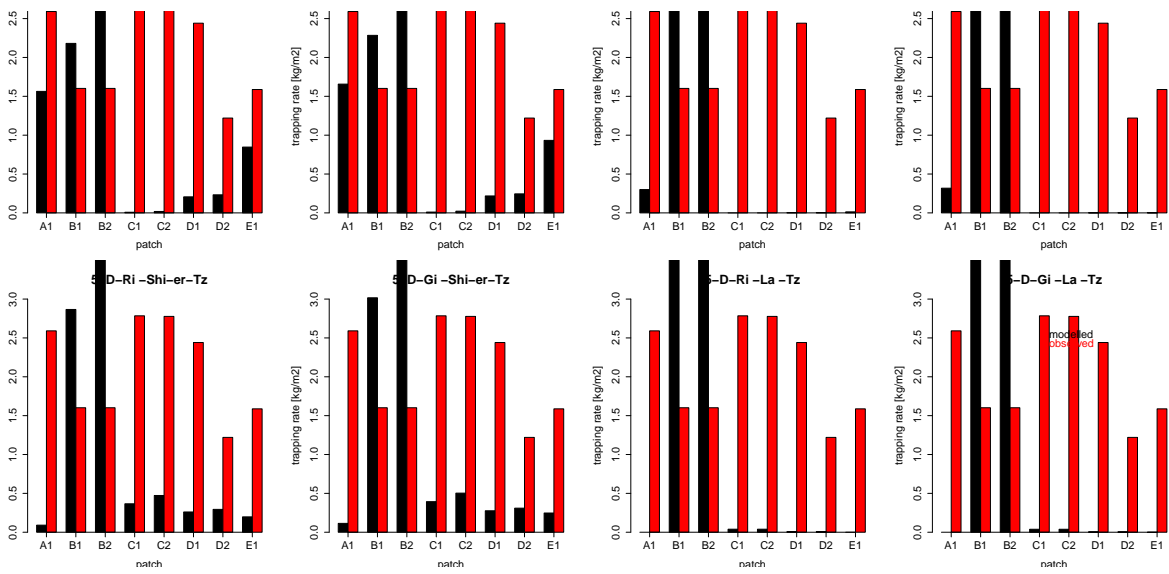 2.5
2.0
1.5
1.0
0.5
0.0
A1 B1 B2 C1 C2 D1 D2 E1
patch
trapping rate [kg/m2]
2.5
2.0
1.5
1.0
0.5
0.0
A1 B1 B2 C1 C2 D1 D2 E1
patch
trapping rate [kg/m2]
2.5
2.0
1.5
1.0
0.5
0.0
A1 B1 B2 C1 C2 D1 D2 E1
patch
trapping rate [kg/m2]
2.5
2.0
1.5
1.0
0.5
0.0
A1 B1 B2 C1 C2 D1 D2 E1
patch
5−D−Ri −Shi−er−Tz
3.0
2.5
2.0
1.5
1.0
0.5
0.0
A1 B1 B2 C1 C2 D1 D2 E1
patch
5−D−Gi −Shi−er−Tz
trapping rate [kg/m2]
3.0
2.5
2.0
1.5
1.0
0.5
0.0
A1 B1 B2 C1 C2 D1 D2 E1
patch
5−D−Ri −La −Tz
trapping rate [kg/m2]
3.0
2.5
2.0
1.5
1.0
0.5
0.0
A1 B1 B2 C1 C2 D1 D2 E1
patch
5−D−Gi −La −Tz
trapping rate [kg/m2]
3.0
2.5
2.0
1.5
1.0
0.5
0.0
modelled
observed
A1 B1 B2 C1 C2 D1 D2 E1
patch